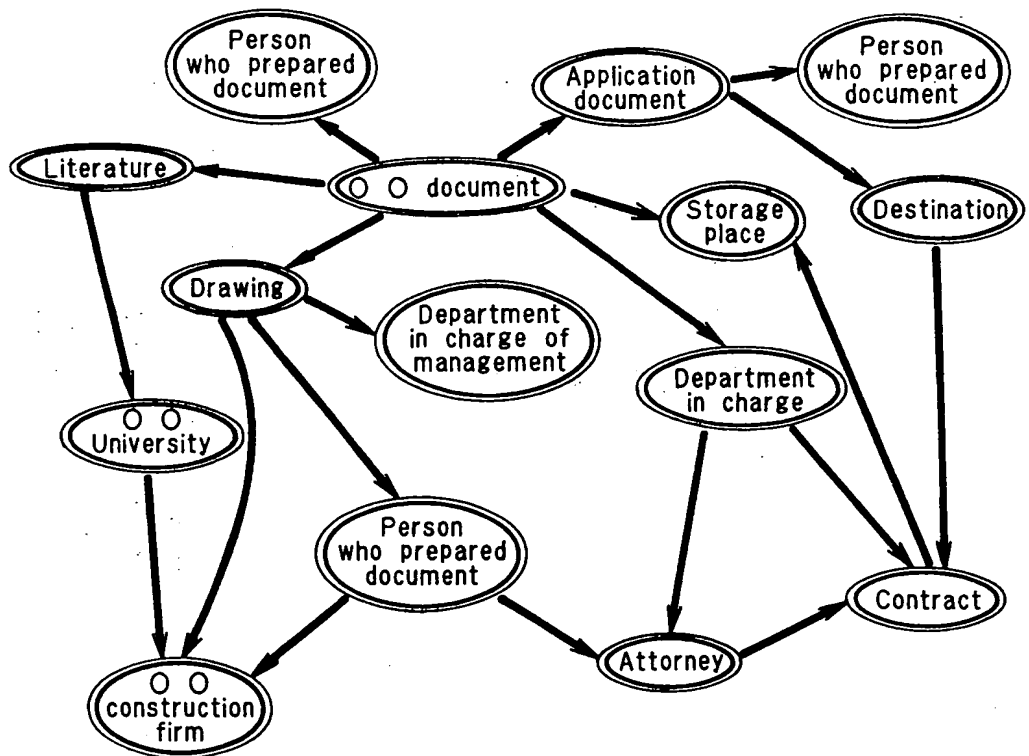 Person
who prepared
document
Application
document
Person
who prepared
document
Literature
○ ○ document
Storage
place
Destination
Drawing
Department
in charge of
management
Department
in charge
○ ○
University
Person
who prepared
document
Contract
Attorney
○ ○
construction
firm